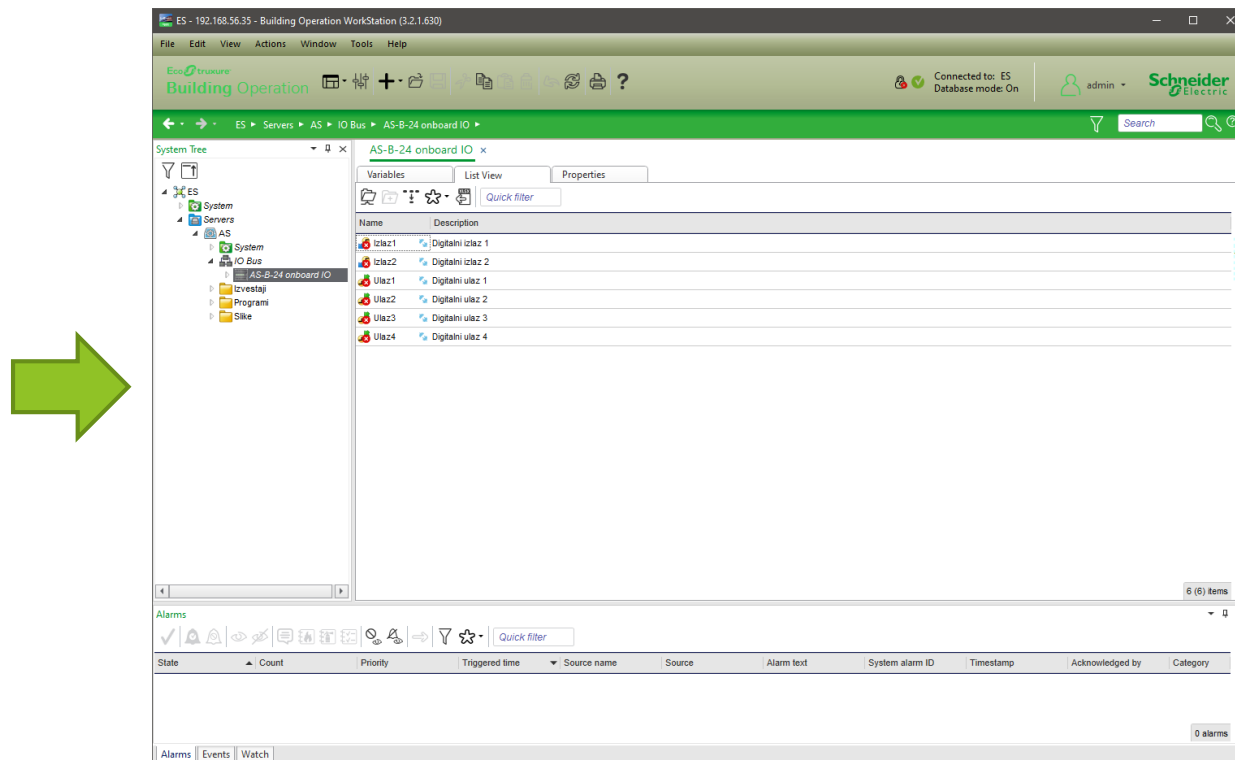 ES - 192.168.56.35 - Building Operation WorkStation (3.2.1.630)
File Edit View Actions Window Tools Help
EcoStruxure
Building Operation
Connected to: ES
Database mode: On
admin
Schneider
Electric
ES Servers AS IO Bus AS-B-24 onboard IO
Search
System Tree
ES
System
Servers
AS
System
IO Bus
AS-B-24 onboard IO
Izvestaji
Programi
Slike
AS-B-24 onboard IO
Variables List View Properties
Quick filter
Name Description
Izlaz1 Digitalni izlaz 1
Izlaz2 Digitalni izlaz 2
Ulaz1 Digitalni ulaz 1
Ulaz2 Digitalni ulaz 2
Ulaz3 Digitalni ulaz 3
Ulaz4 Digitalni ulaz 4
6 (6) items
Alarms
Quick filter
State Count Priority Triggered time Source name Source Alarm text System alarm ID Timestamp Acknowledged by Category
0 alarms
Alarms Events Watch